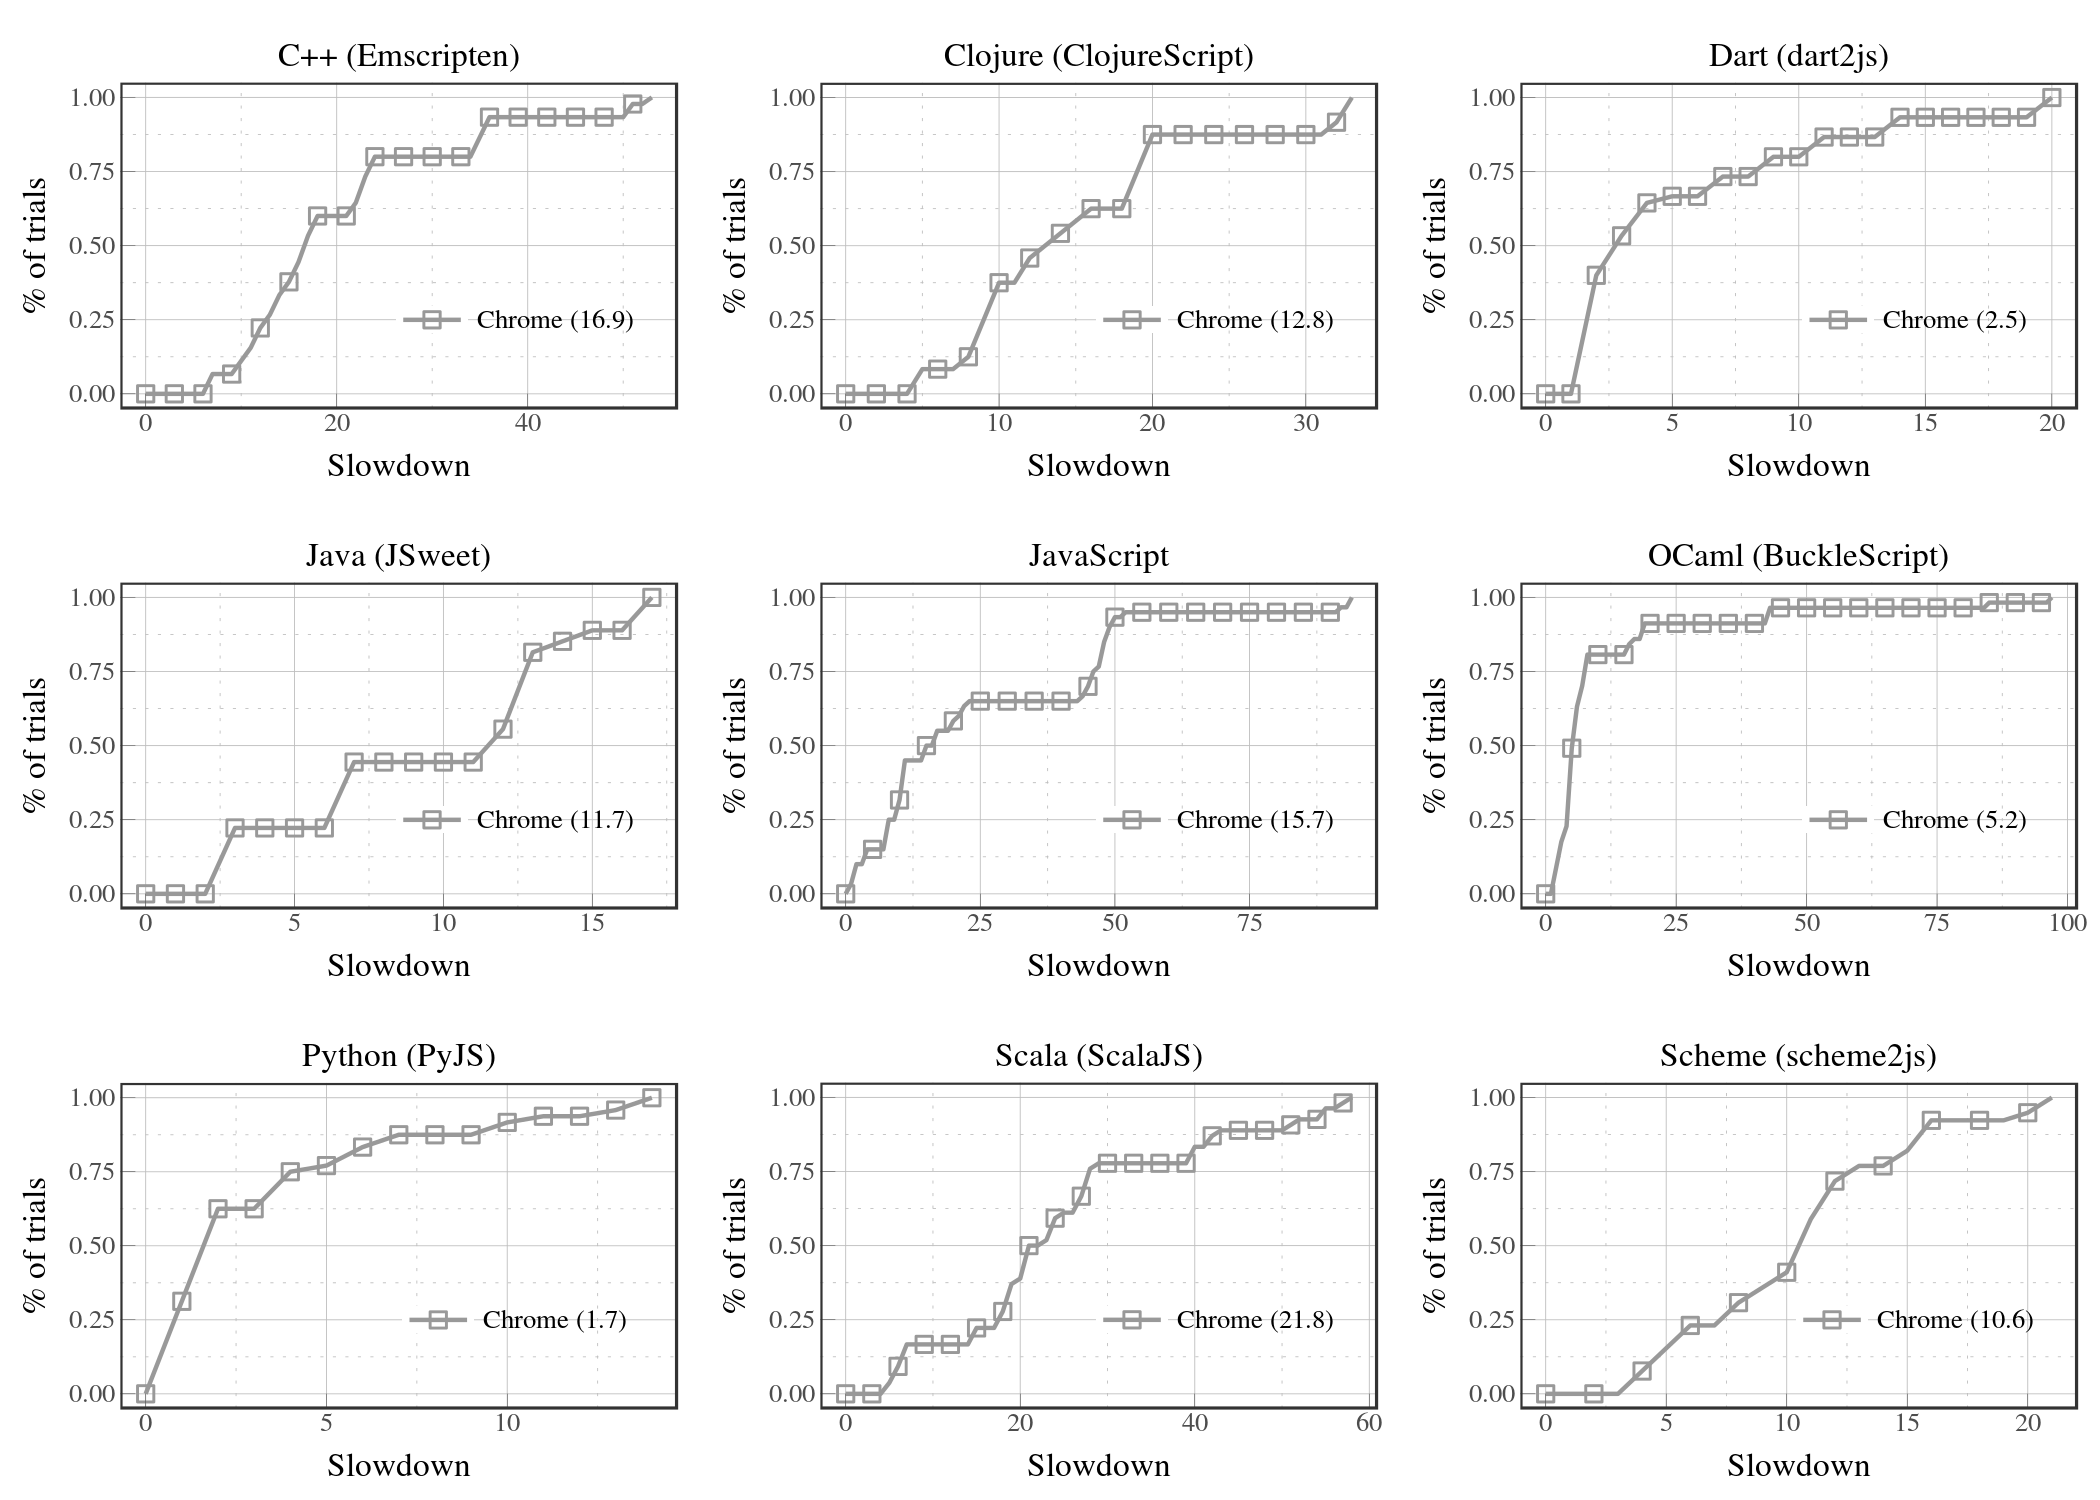 C++ (Emscripten)
Clojure (ClojureScript)
Dart (dart2js)
% of trials
1.00
0.75
0.50
0.25
0.00
Chrome (16.9)
0 20 40
Slowdown
% of trials
1.00
0.75
0.50
0.25
0.00
Chrome (12.8)
0 10 20 30
Slowdown
% of trials
1.00
0.75
0.50
0.25
0.00
Chrome (2.5)
0 5 10 15 20
Slowdown
Java (JSweet)
JavaScript
OCaml (BuckleScript)
% of trials
1.00
0.75
0.50
0.25
0.00
Chrome (11.7)
0 5 10 15
Slowdown
% of trials
1.00
0.75
0.50
0.25
0.00
Chrome (15.7)
0 25 50 75
Slowdown
% of trials
1.00
0.75
0.50
0.25
0.00
Chrome (5.2)
0 25 50 75 100
Slowdown
Python (PyJS)
Scala (ScalaJS)
Scheme (scheme2js)
% of trials
1.00
0.75
0.50
0.25
0.00
Chrome (1.7)
0 5 10
Slowdown
% of trials
1.00
0.75
0.50
0.25
0.00
Chrome (21.8)
0 20 40 60
Slowdown
% of trials
1.00
0.75
0.50
0.25
0.00
Chrome (10.6)
0 5 10 15 20
Slowdown